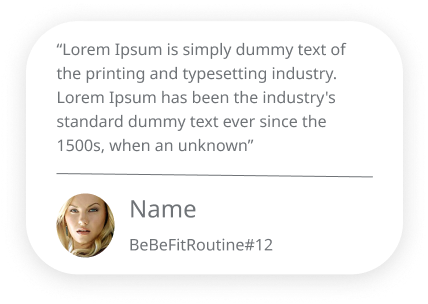 “Lorem Ipsum is simply dummy text of
the printing and typesetting industry.
Lorem Ipsum has been the industry's
standard dummy text ever since the
1500s, when an unknown”
Name
BeBeFitRoutine#12